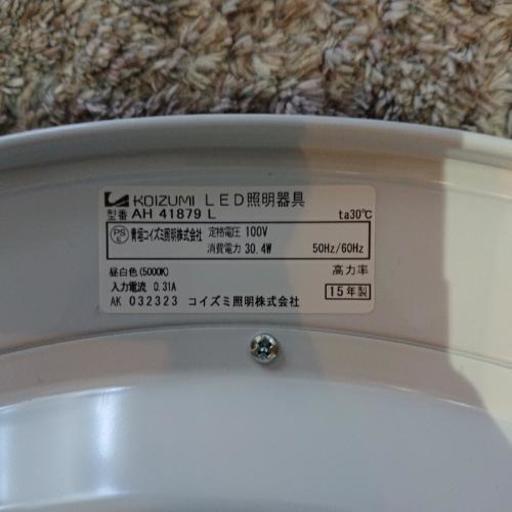 KOIZUMI LED照明器具
型番 AH 41879 L ta30℃
PS E 青垣コイズミ照明株式会社 定格電圧 100V
消費電力 30.4W 50Hz/60Hz
昼白色(5000K) 高力率
入力電流 0.31A 15年製
AK 032323 コイズミ照明株式会社